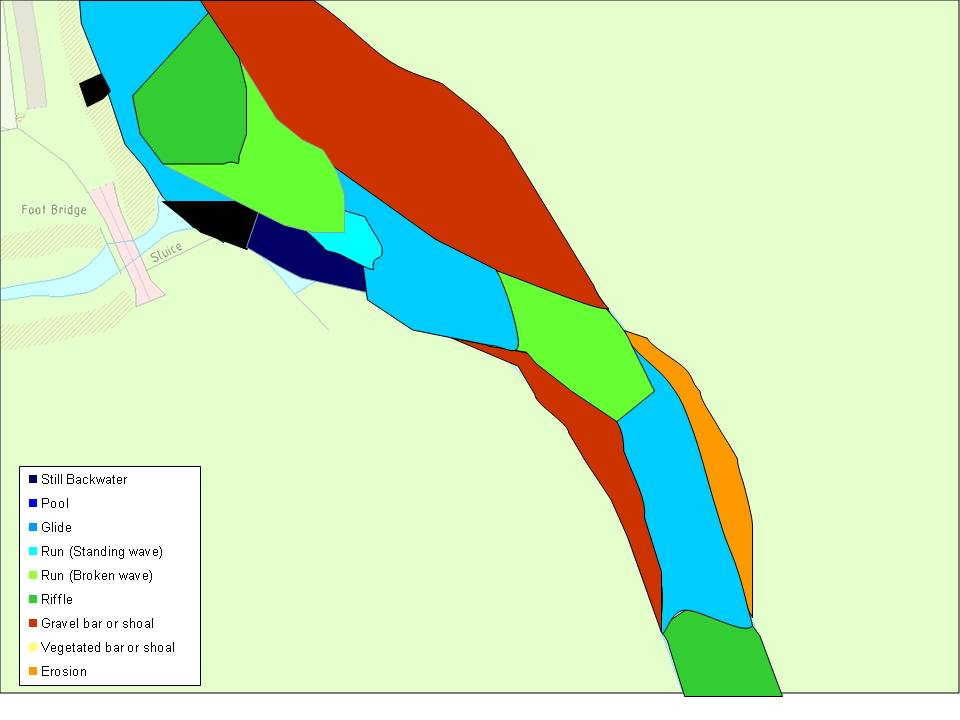 Foot Bridge
Sluice
Still Backwater
Pool
Glide
Run (Standing wave)
Run (Broken wave)
Riffle
Gravel bar or shoal
Vegetated bar or shoal
Erosion